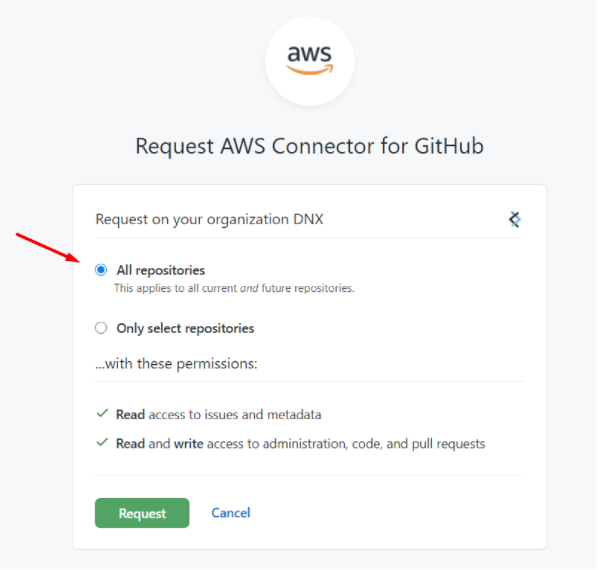 aws
Request AWS Connector for GitHub
Request on your organization DNX
All repositories
This applies to all current and future repositories.
Only select repositories
...with these permissions:
Read access to issues and metadata
Read and write access to administration, code, and pull requests
Request Cancel